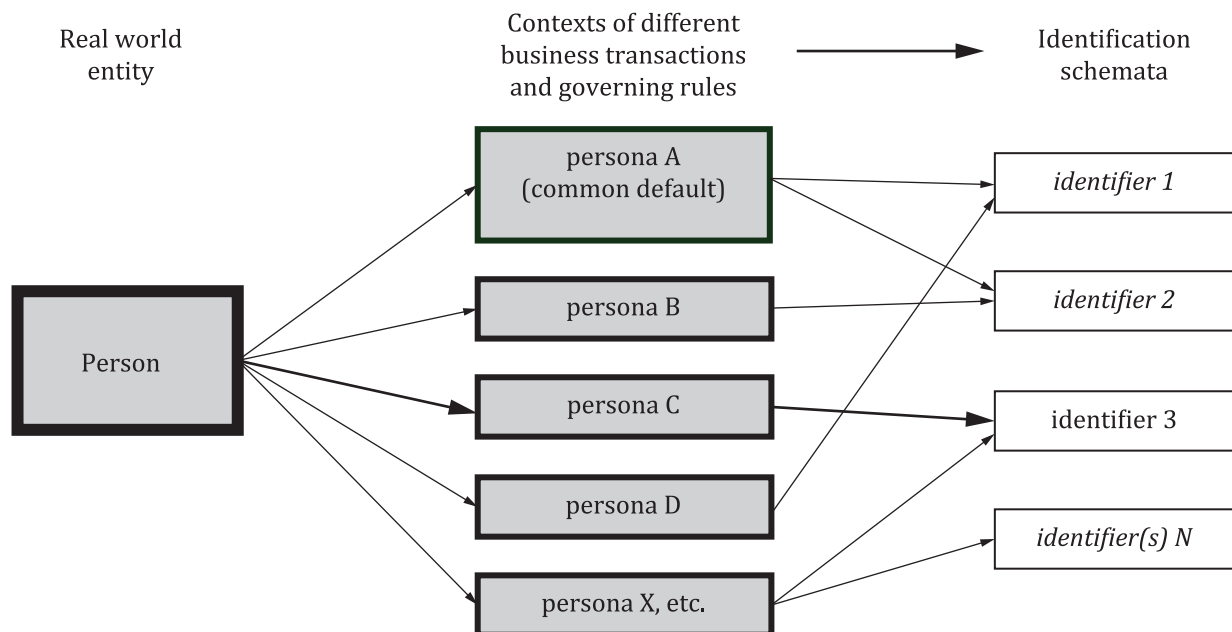 Real world
entity
Contexts of different
business transactions
and governing rules
Identification
schemata
Person
persona A
(common default)
persona B
persona C
persona D
persona X, etc.
identifier 1
identifier 2
identifier 3
identifier(s) N